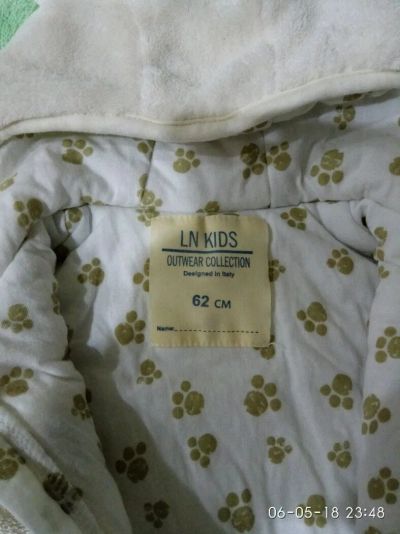 LN KIDS
OUTWEAR COLLECTION
Designed in Italy
62 CM
Name:
06-05-18 23:48